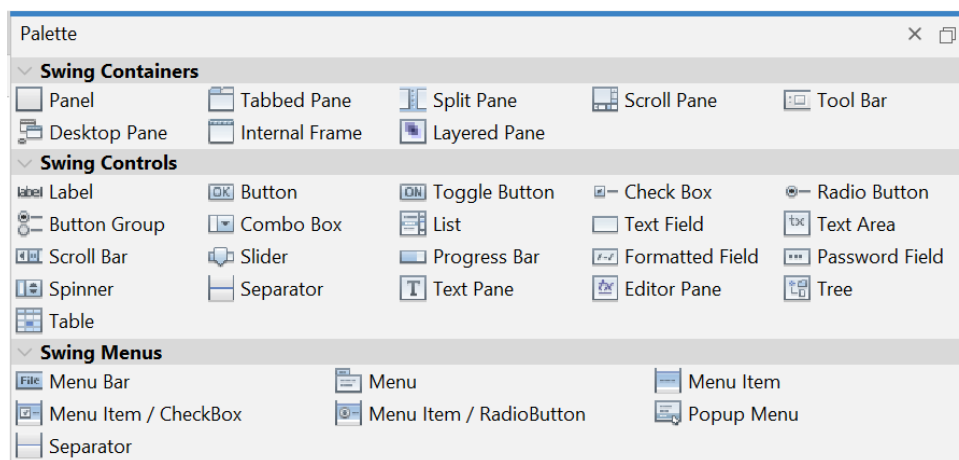 Palette
Swing Containers
Panel Tabbed Pane Split Pane Scroll Pane Tool Bar
Desktop Pane Internal Frame Layered Pane
Swing Controls
label Label OK Button ON Toggle Button Check Box Radio Button
Button Group Combo Box List Text Field Text Area
Scroll Bar Slider Progress Bar Formatted Field Password Field
Spinner Separator T Text Pane Editor Pane Tree
Table
Swing Menus
File Menu Bar Menu Menu Item
Menu Item / CheckBox Menu Item / RadioButton Popup Menu
Separator